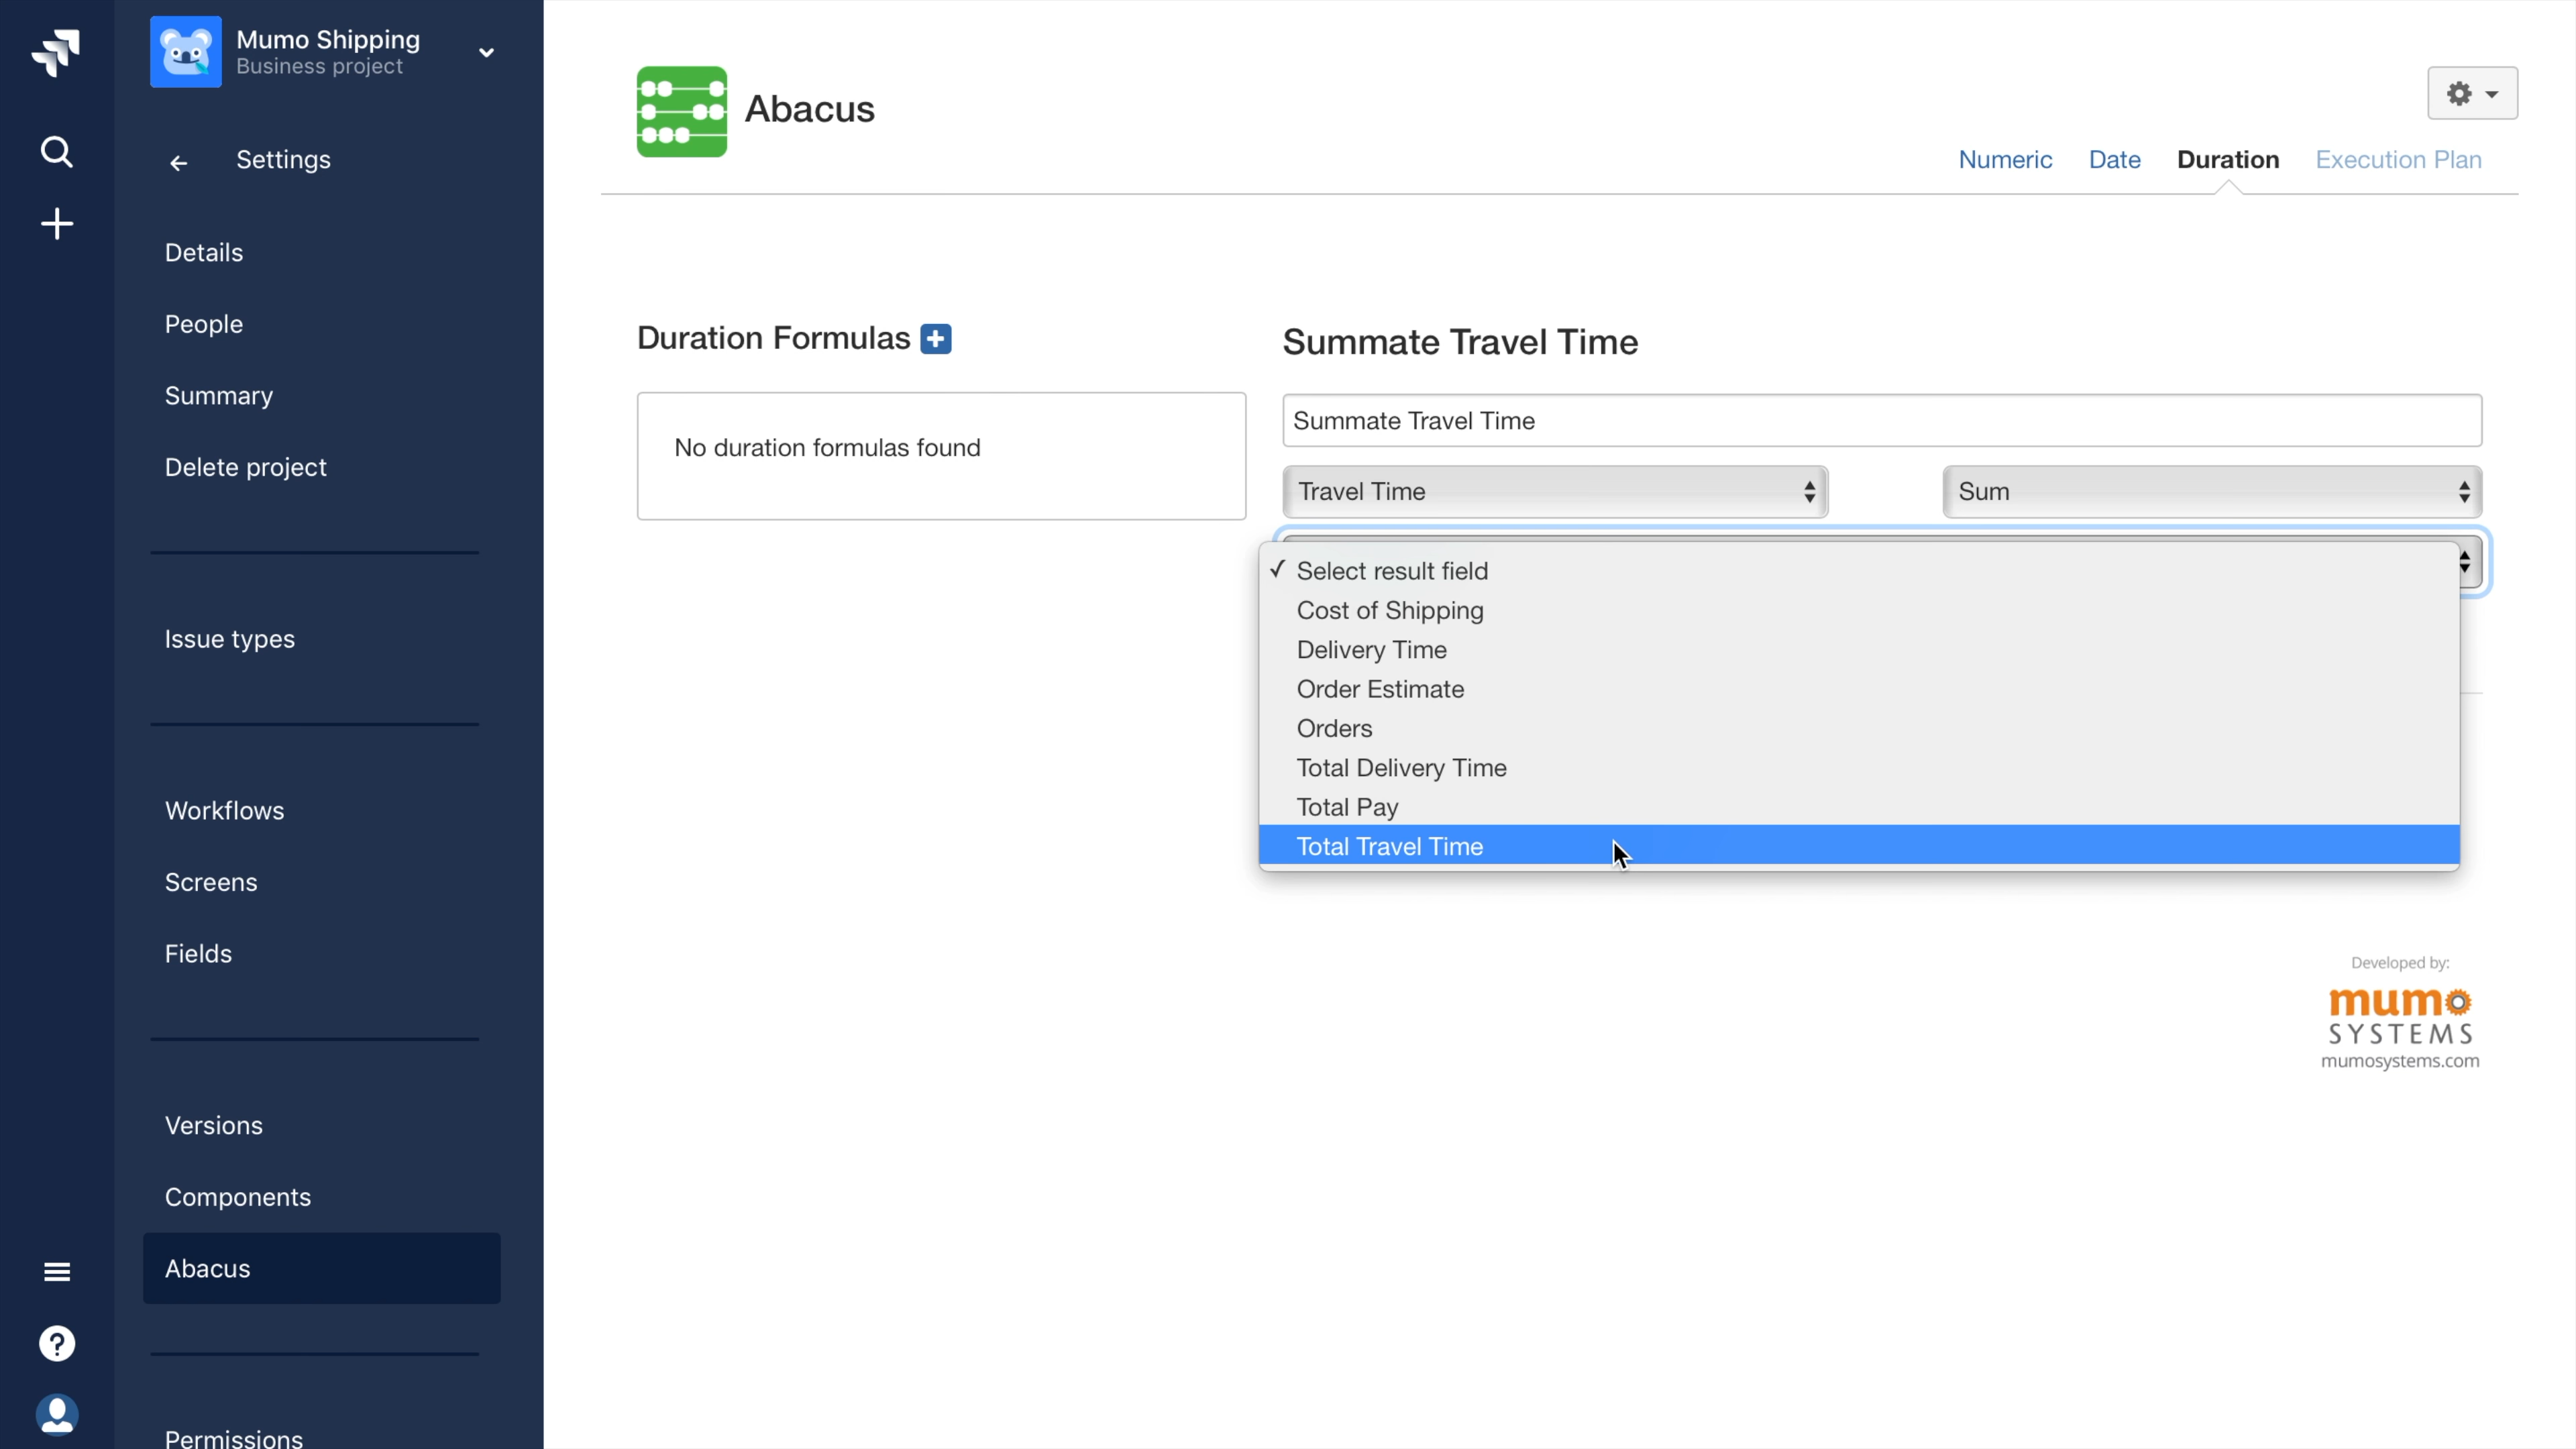 Mumo Shipping
Business project
Settings
Details
People
Summary
Delete project
Issue types
Workflows
Screens
Fields
Versions
Components
Abacus
Permissions
Abacus
Numeric Date Duration Execution Plan
Duration Formulas
No duration formulas found
Summate Travel Time
Summate Travel Time
Travel Time Sum
✓ Select result field
Cost of Shipping
Delivery Time
Order Estimate
Orders
Total Delivery Time
Total Pay
Total Travel Time
Developed by:
mumo
SYSTEMS
mumosystems.com